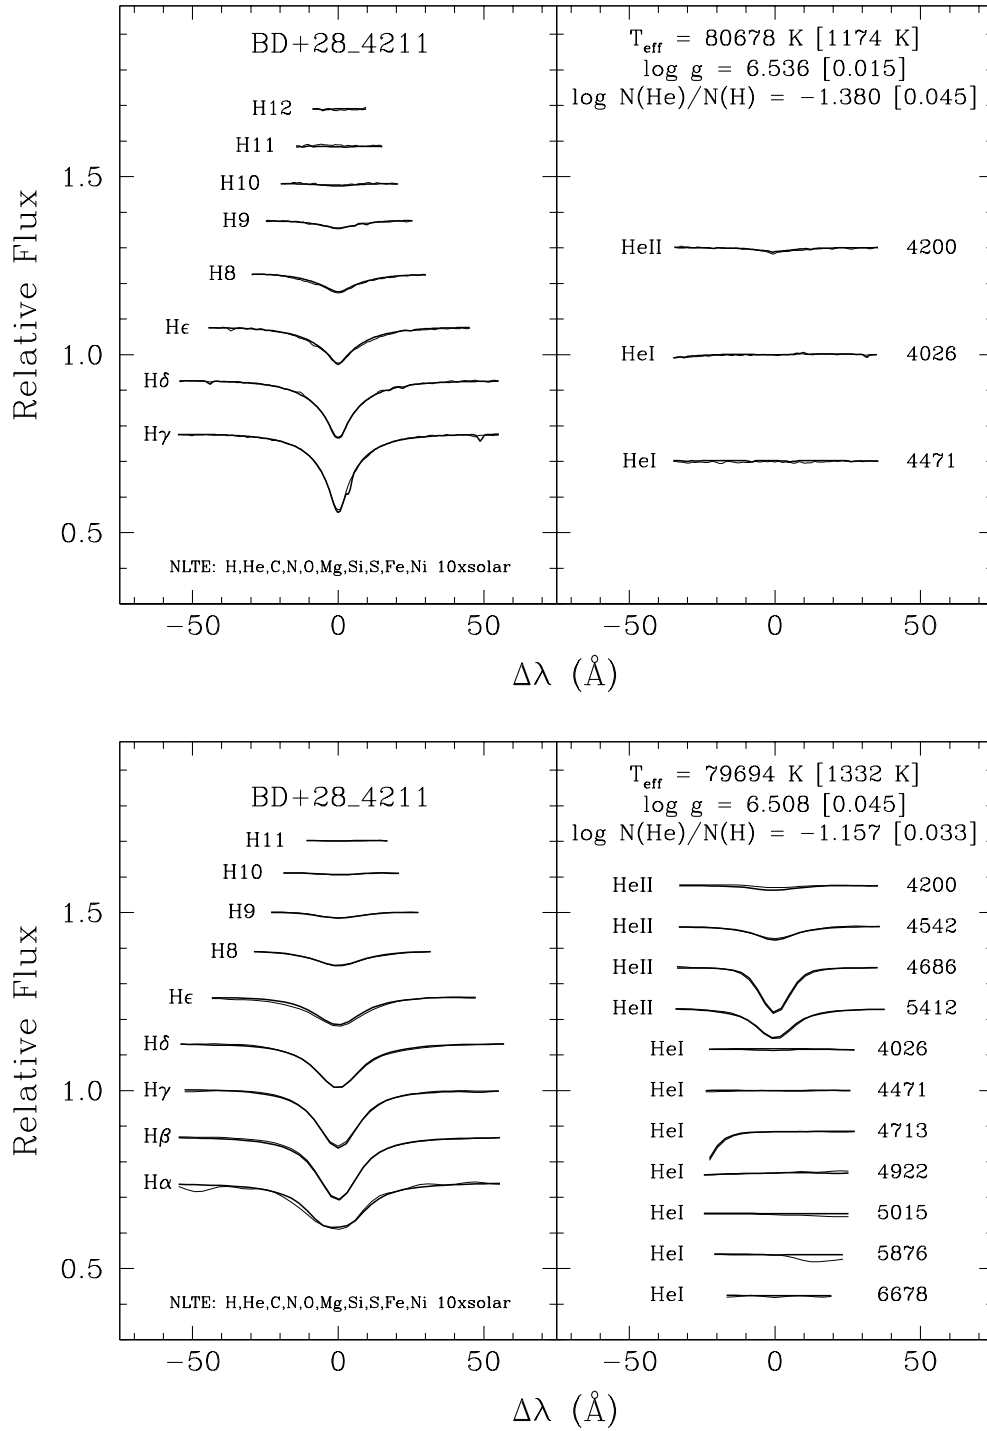 BD+28_4211
T_eff = 80678 K [1174 K]
log g = 6.536 [0.015]
log N(He)/N(H) = −1.380 [0.045]
H12
H11
H10
H9
H8
Hϵ
Hδ
Hγ
HeII 4200
HeI 4026
HeI 4471
NLTE: H,He,C,N,O,Mg,Si,S,Fe,Ni 10xsolar
Relative Flux
1.5
1.0
0.5
−50 0 50 −50 0 50
Δλ (Å)
BD+28_4211
T_eff = 79694 K [1332 K]
log g = 6.508 [0.045]
log N(He)/N(H) = −1.157 [0.033]
H11
H10
H9
H8
Hϵ
Hδ
Hγ
Hβ
Hα
HeII 4200
HeII 4542
HeII 4686
HeII 5412
HeI 4026
HeI 4471
HeI 4713
HeI 4922
HeI 5015
HeI 5876
HeI 6678
NLTE: H,He,C,N,O,Mg,Si,S,Fe,Ni 10xsolar
Relative Flux
1.5
1.0
0.5
−50 0 50 −50 0 50
Δλ (Å)